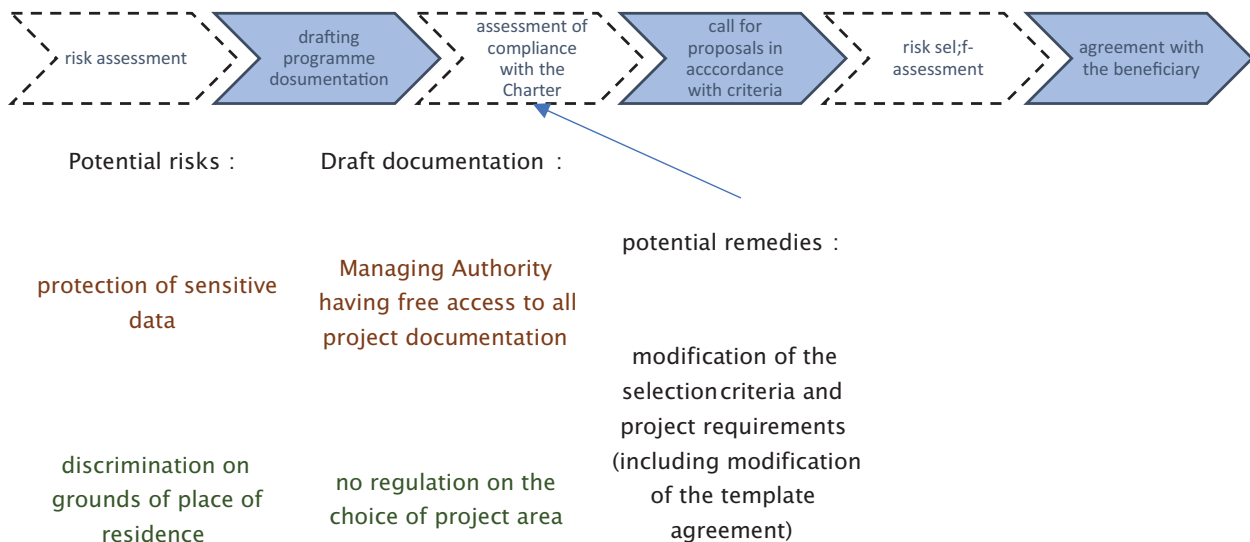 risk assessment
drafting
programme
dosumentation
assessment of
compliance
with the
Charter
call for
proposals in
acccordance
with criteria
risk sel;f-
assessment
agreement with
the beneficiary
Potential risks :
Draft documentation :
potential remedies :
protection of sensitive
data
Managing Authority
having free access to all
project documentation
modification of the
selectioncriteria and
project requirements
(including modification
of the template
agreement)
discrimination on
grounds of place of
residence
no regulation on the
choice of project area